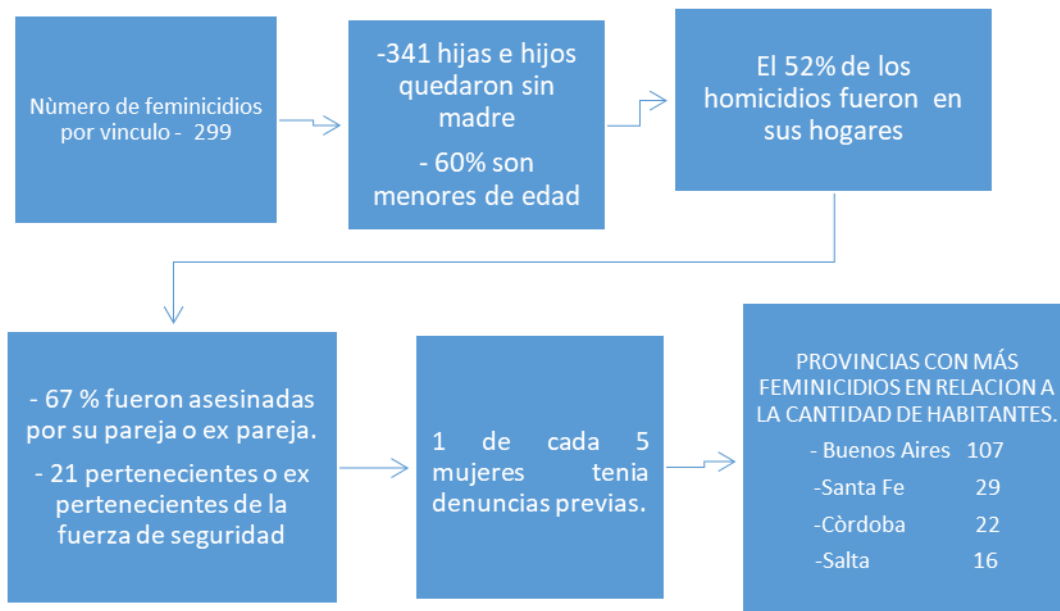 Nùmero de feminicidios
por vinculo - 299
-341 hijas e hijos
quedaron sin
madre
- 60% son
menores de edad
El 52% de los
homicidios fueron en
sus hogares
- 67 % fueron asesinadas
por su pareja o ex pareja.
- 21 pertenecientes o ex
pertenecientes de la
fuerza de seguridad
1 de cada 5
mujeres tenia
denuncias previas.
PROVINCIAS CON MÁS
FEMINICIDIOS EN RELACION A
LA CANTIDAD DE HABITANTES.
- Buenos Aires 107
-Santa Fe 29
-Còrdoba 22
-Salta 16